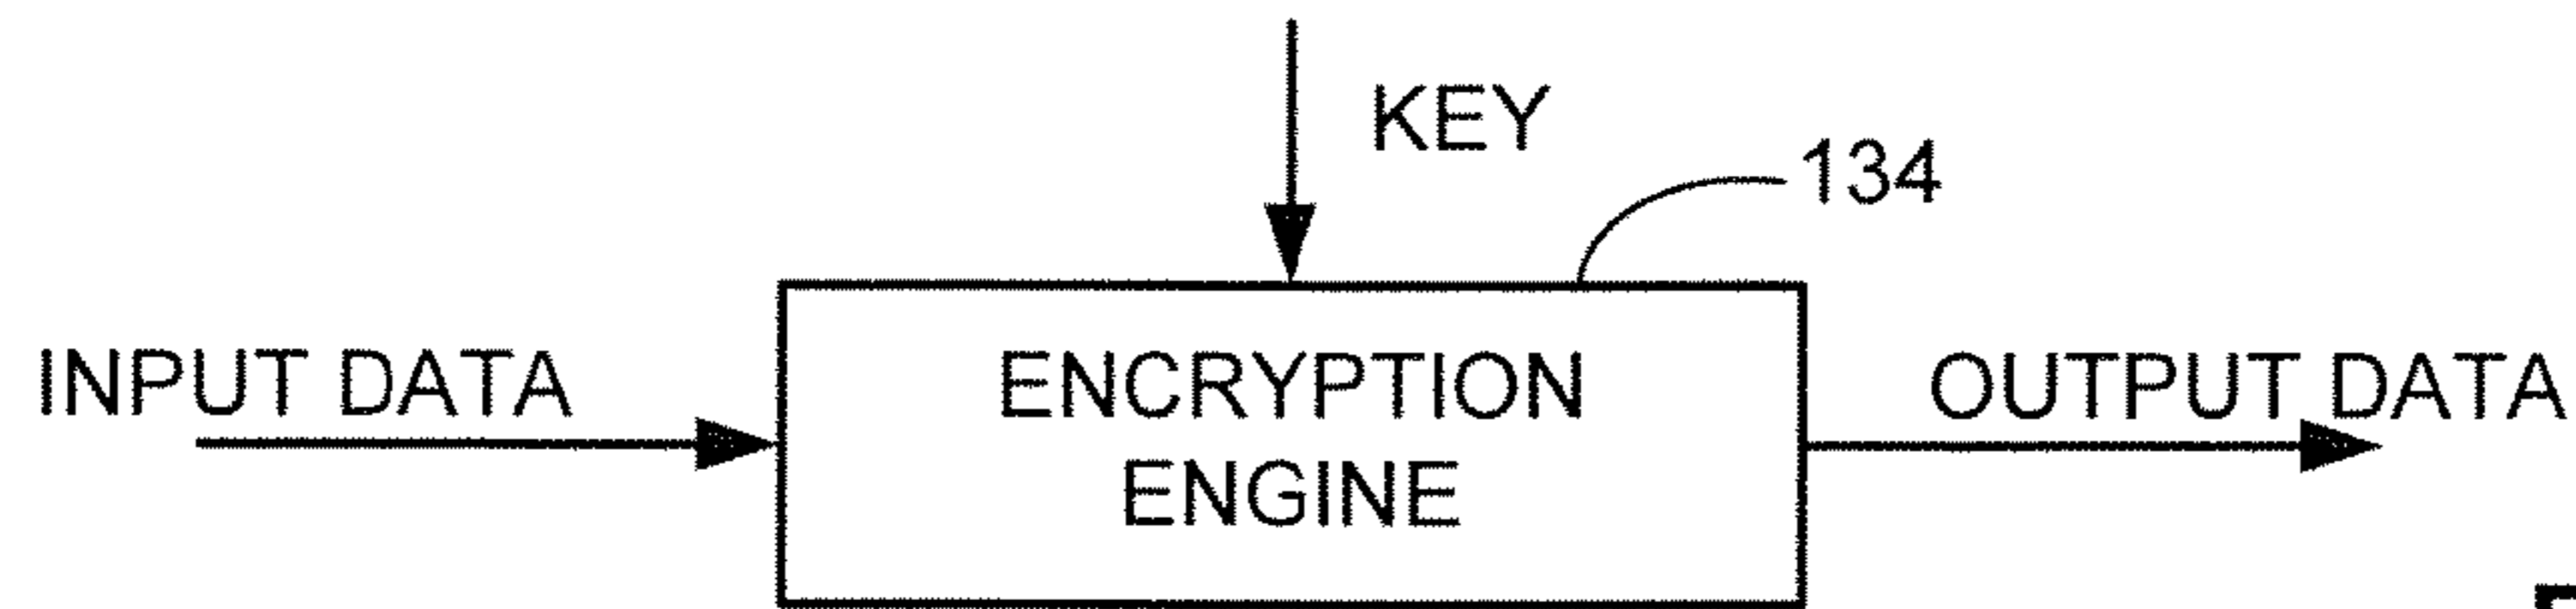 KEY
134
INPUT DATA
ENCRYPTION
ENGINE
OUTPUT DATA